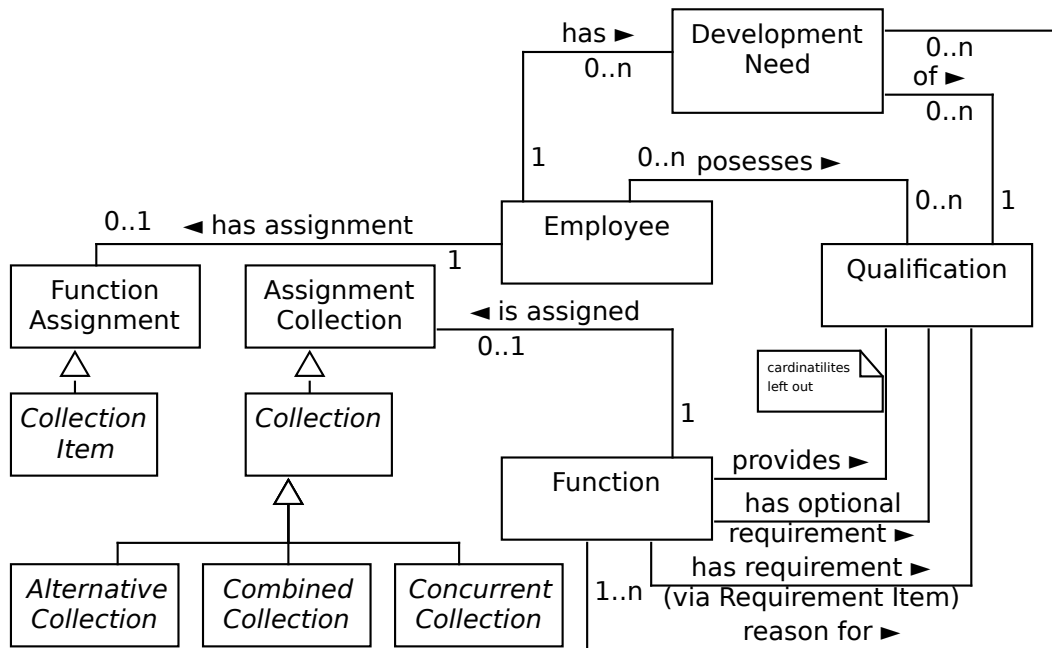 has ►
0..n
Development
Need
0..n
of ►
0..n
1
0..n posesses ►
0..n
1
0..1 ◄ has assignment
1
Employee
Qualification
Function
Assignment
Assignment
Collection
◄ is assigned
0..1
cardinatilites
left out
Collection
Item
Collection
1
provides ►
Function
has optional
requirement ►
has requirement ►
(via Requirement Item)
1..n
reason for ►
Alternative
Collection
Combined
Collection
Concurrent
Collection